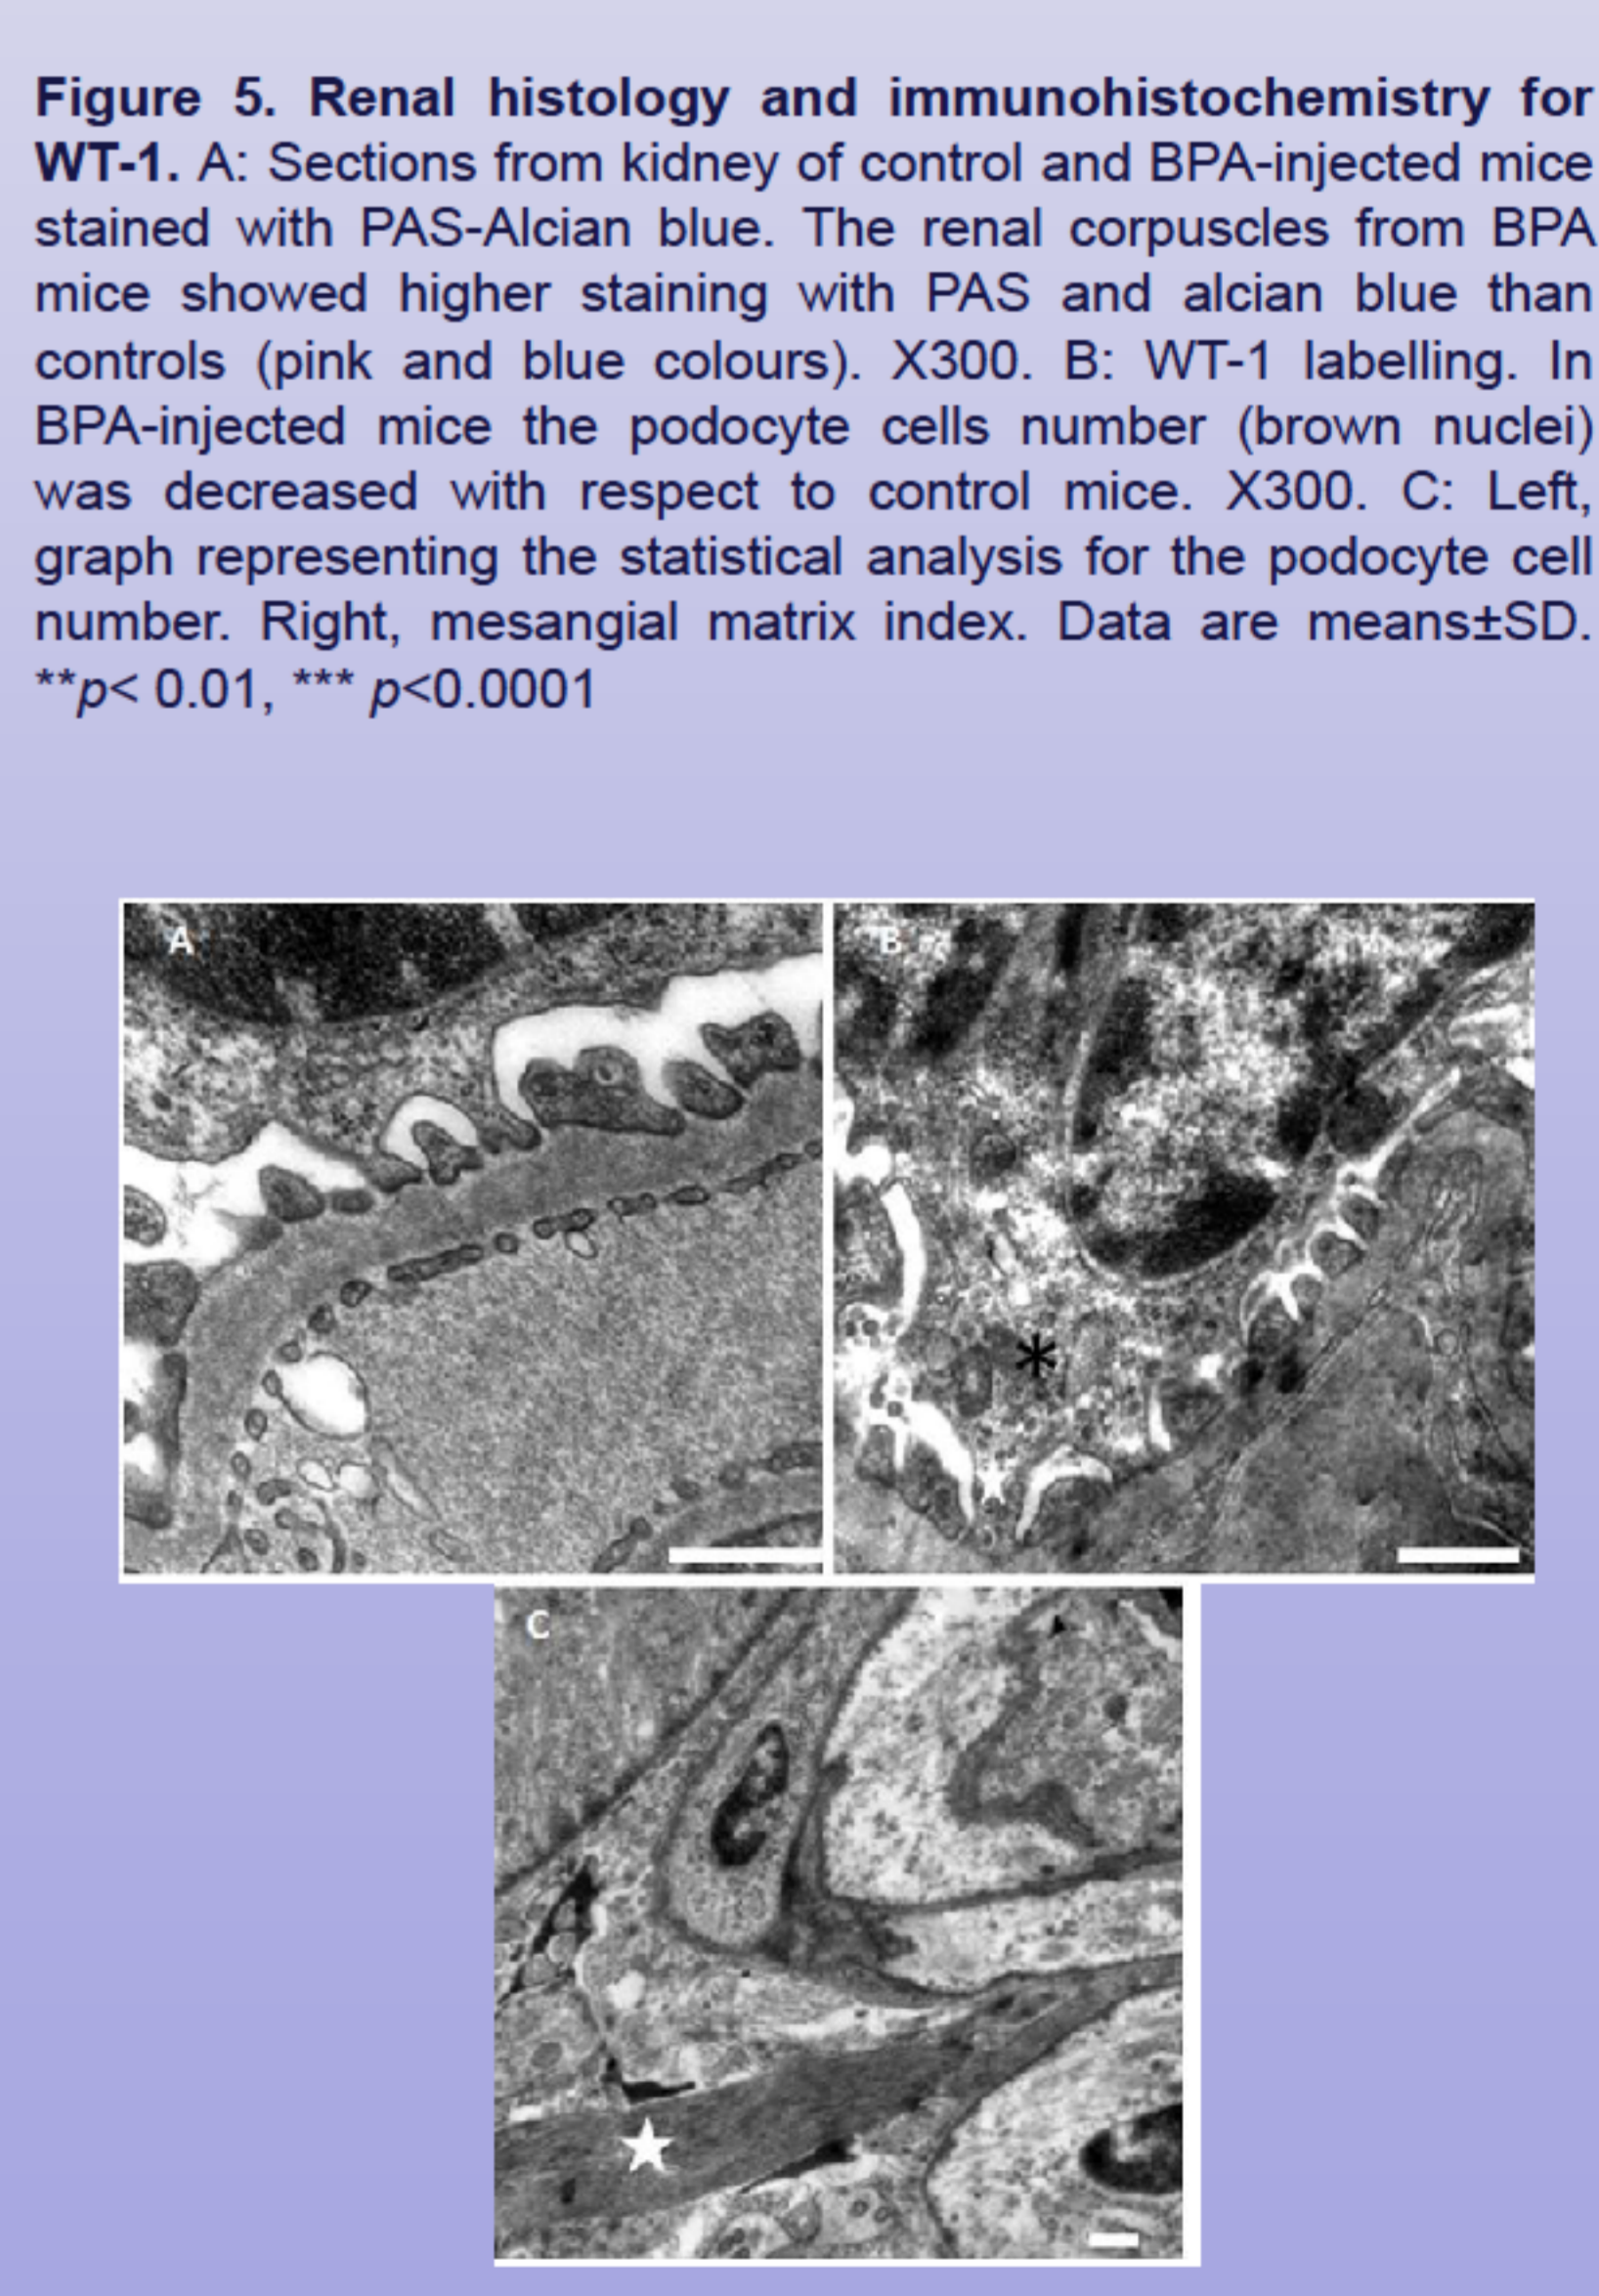 Figure 5. Renal histology and immunohistochemistry for
WT-1. A: Sections from kidney of control and BPA-injected mice
stained with PAS-Alcian blue. The renal corpuscles from BPA
mice showed higher staining with PAS and alcian blue than
controls (pink and blue colours). X300. B: WT-1 labelling. In
BPA-injected mice the podocyte cells number (brown nuclei)
was decreased with respect to control mice. X300. C: Left,
graph representing the statistical analysis for the podocyte cell
number. Right, mesangial matrix index. Data are means±SD.
**p< 0.01, *** p<0.0001
A
B
*
C